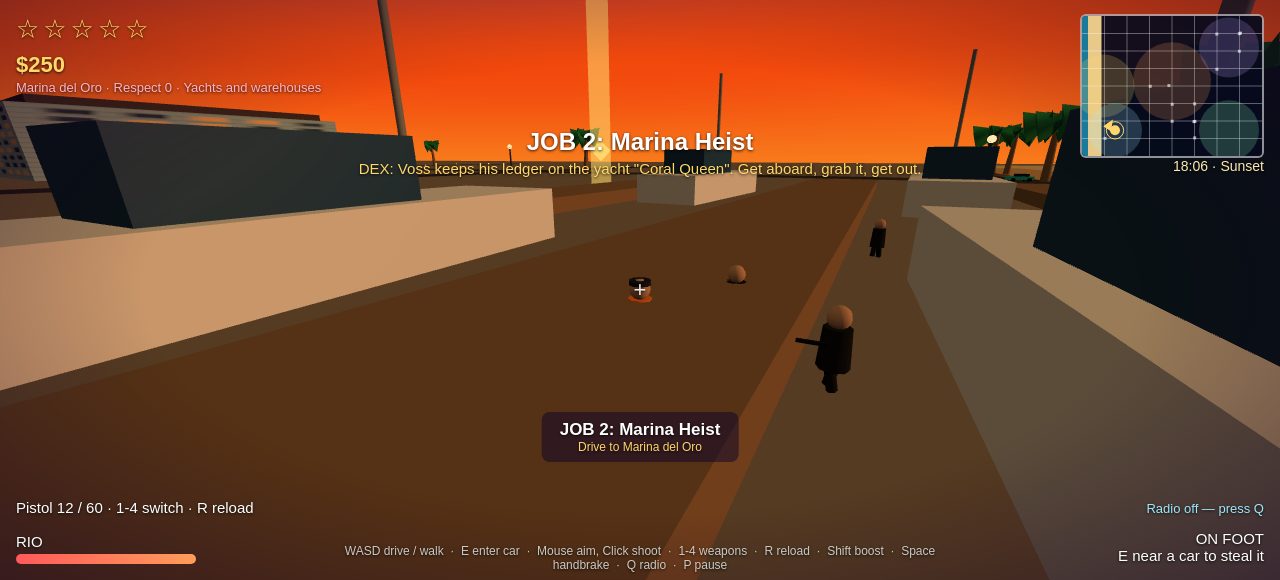 ☆☆☆☆☆
$250
Marina del Oro · Respect 0 · Yachts and warehouses
18:06 · Sunset
JOB 2: Marina Heist
DEX: Voss keeps his ledger on the yacht "Coral Queen". Get aboard, grab it, get out.
JOB 2: Marina Heist
Drive to Marina del Oro
Pistol 12 / 60 · 1-4 switch · R reload
RIO
WASD drive / walk · E enter car · Mouse aim, Click shoot · 1-4 weapons · R reload · Shift boost · Space
handbrake · Q radio · P pause
Radio off — press Q
ON FOOT
E near a car to steal it